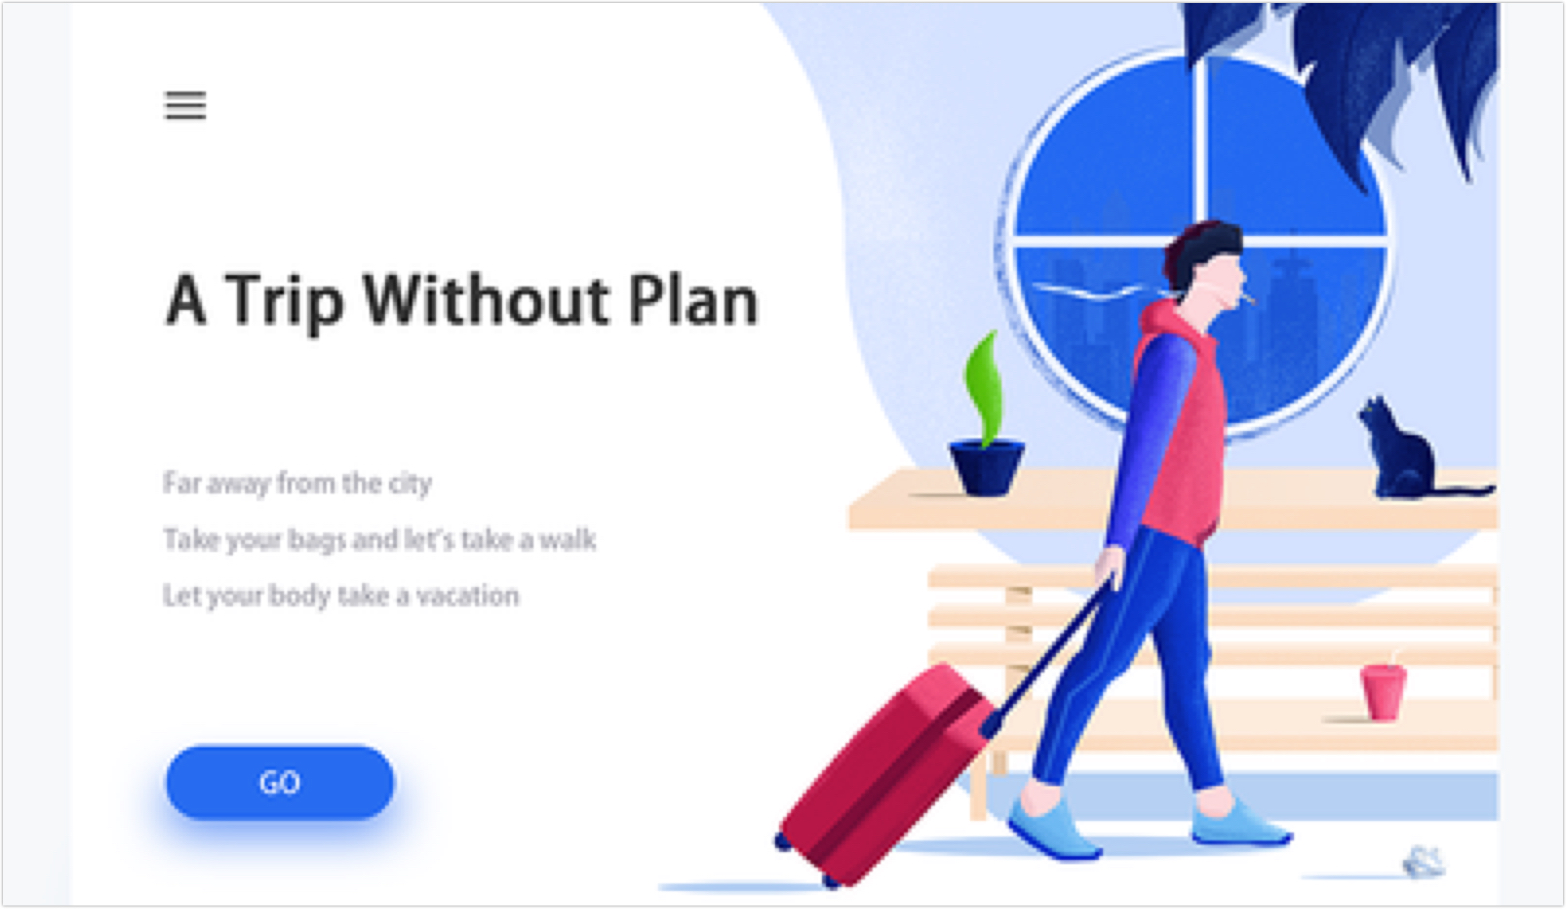 A Trip Without Plan
Far away from the city
Take your bags and let's take a walk
Let your body take a vacation
GO